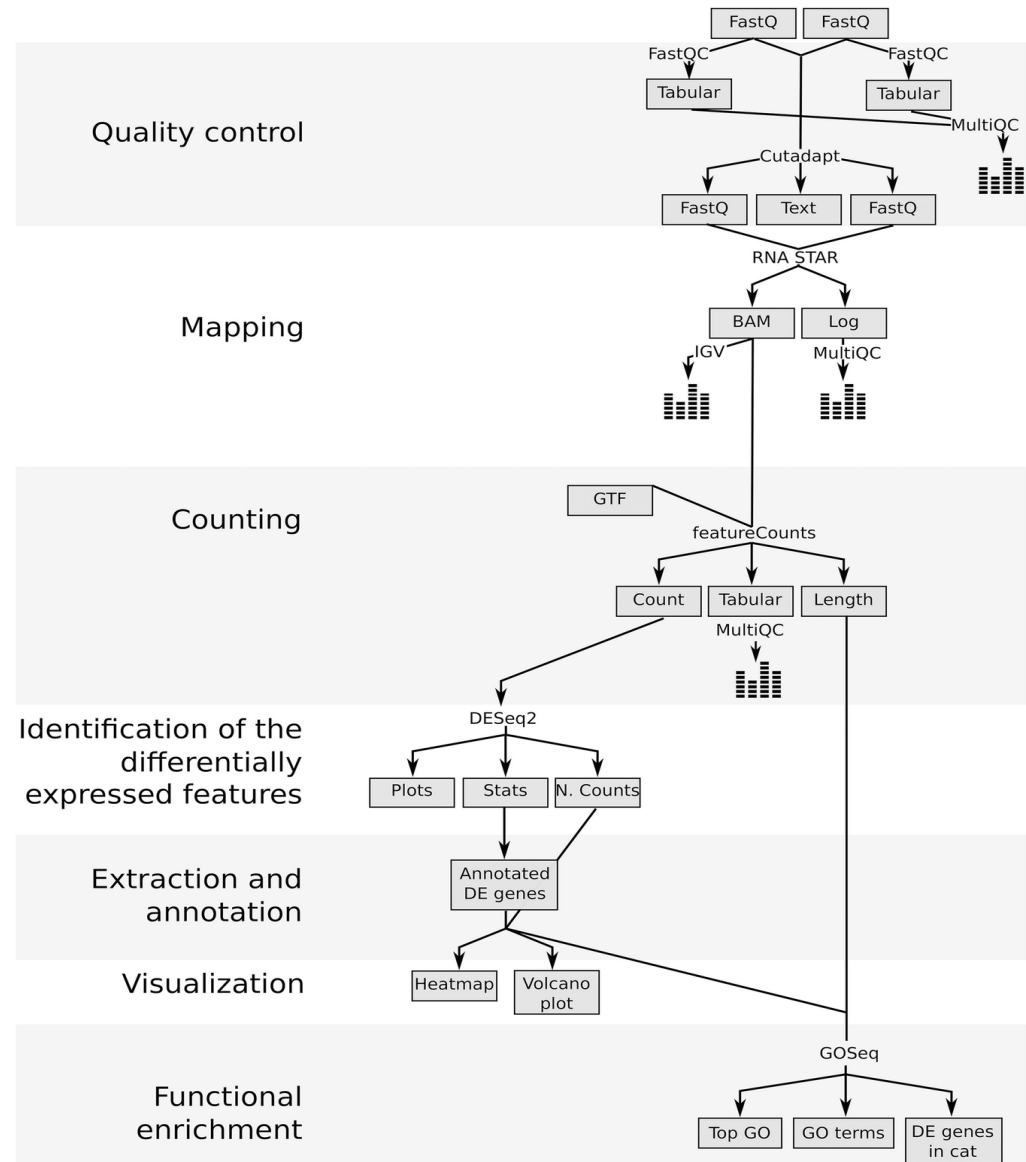 FastQ FastQ
FastQC FastQC
Tabular Tabular
Quality control
MultiQC
Cutadapt
FastQ Text FastQ
RNA STAR
Mapping
BAM Log
IGV MultiQC
GTF
Counting
featureCounts
Count Tabular Length
MultiQC
Identification of the
differentially
expressed features
DESeq2
Plots Stats N. Counts
Extraction and
annotation
Annotated
DE genes
Visualization
Heatmap
Volcano
plot
GOSeq
Functional
enrichment
Top GO GO terms
DE genes
in cat